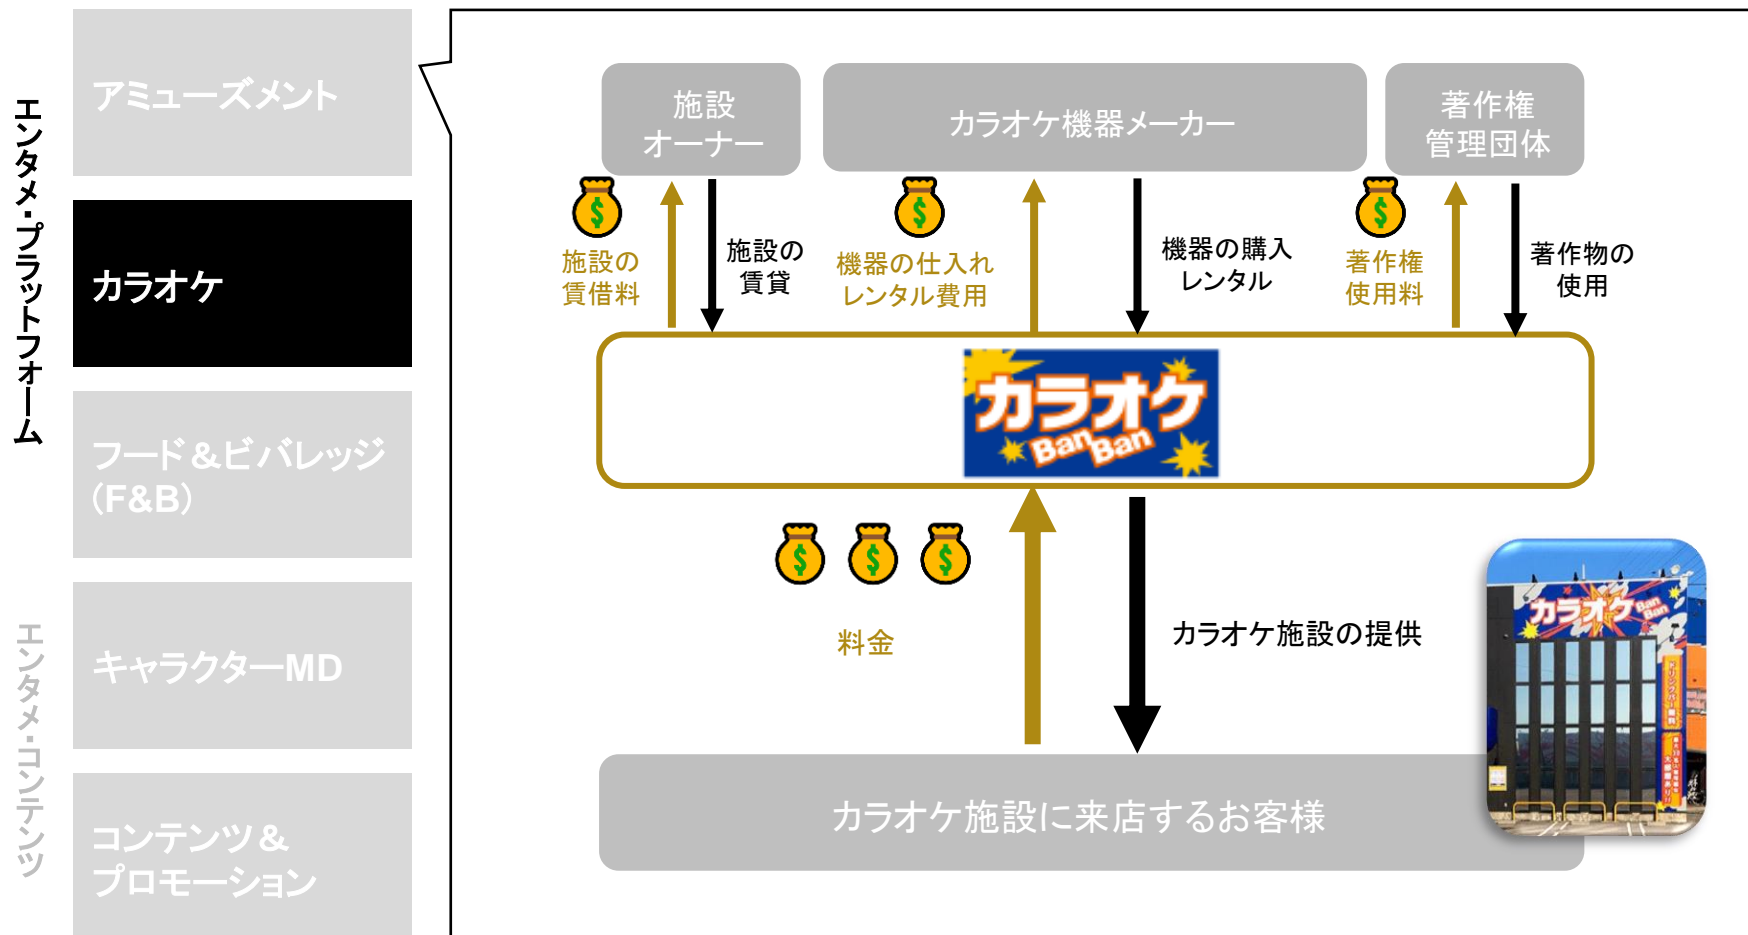 エンタメ・プラットフォーム
アミューズメント
カラオケ
フード＆ビバレッジ
(F&B)
エンタメ・コンテンツ
キャラクターMD
コンテンツ＆
プロモーション
施設
オーナー
カラオケ機器メーカー
著作権
管理団体
施設の
賃借料
施設の
賃貸
機器の仕入れ
レンタル費用
機器の購入
レンタル
著作権
使用料
著作物の
使用
カラオケ
BanBan
料金
カラオケ施設の提供
カラオケ施設に来店するお客様
カラオケ
Ban
Ban